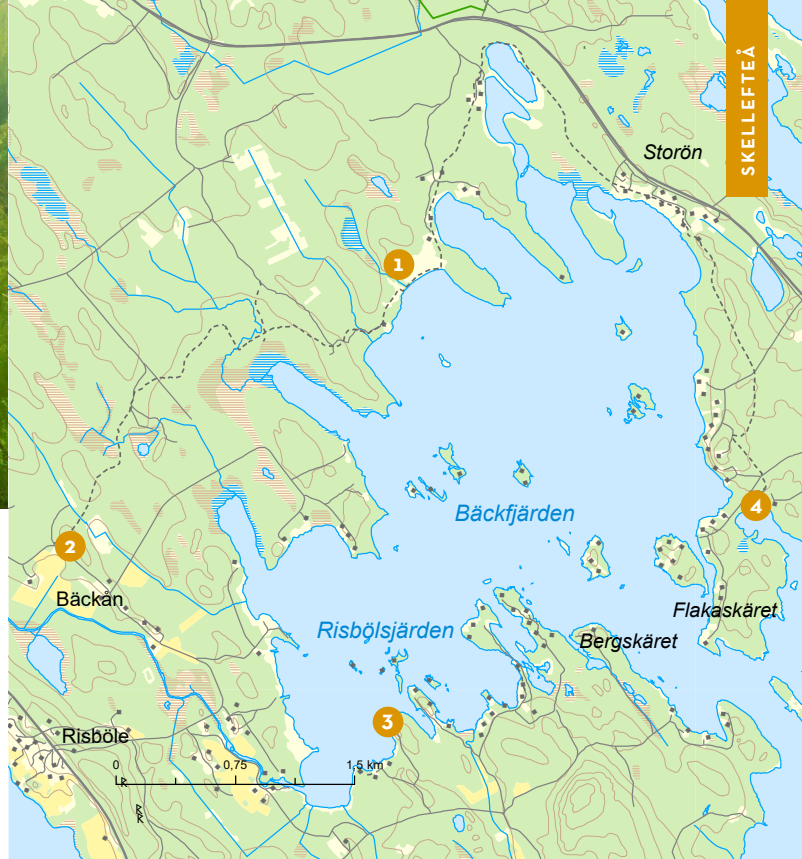 SKELLEFTEÅ
Storön
1
4
Bäckfjärden
2
Bäckån
Flakaskäret
Risbölsjärden
Bergskäret
3
Risböle
0
0,75
1,5 km
R
R
R